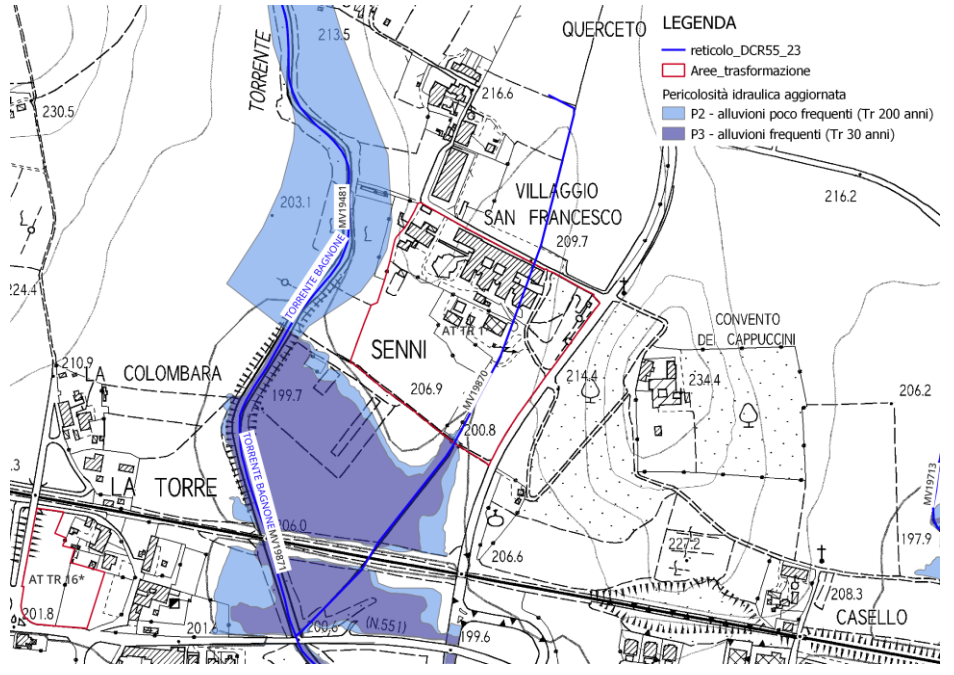 213.5
QUERCETO
LEGENDA
reticolo_DCR55_23
Aree_trasformazione
Pericolosità idraulica aggiornata
P2 - alluvioni poco frequenti (Tr 200 anni)
P3 - alluvioni frequenti (Tr 30 anni)
TORRENTE
216.6
230.5
VILLAGGIO
SAN FRANCESCO
216.2
203.1
MV19481
209.7
TORRENTE BAGNONE
224.4
AT TR 1
CONVENTO
DEI CAPPUCCINI
SENNI
210.9
LA COLOMBARA
206.9
214.4
234.4
206.2
199.7
MV19870
200.8
TORRENTE BAGNONE
MV19871
.3
LA TORRE
MV19713
206.0
197.9
227.2
206.6
AT TR 16*
208.3
201.8
CASELLO
200.6
(N.551)
199.6